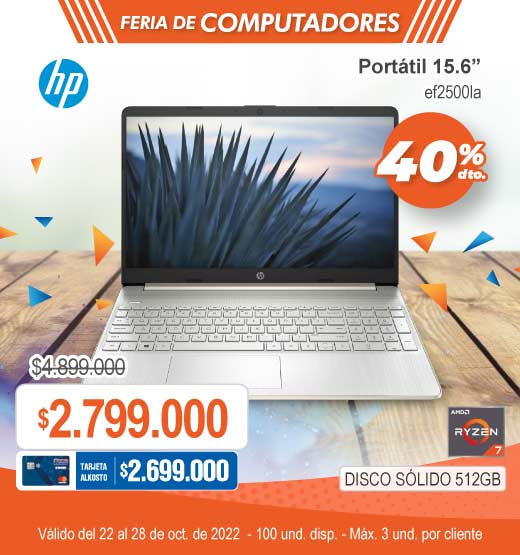 FERIA DE COMPUTADORES
hp
Portátil 15.6”
ef2500la
40% dto.
hp
$4.899.000
$2.799.000
TARJETA
ALKOSTO
$2.699.000
AMD
RYZEN
7
DISCO SÓLIDO 512GB
Válido del 22 al 28 de oct. de 2022 - 100 und. disp. - Máx. 3 und. por cliente